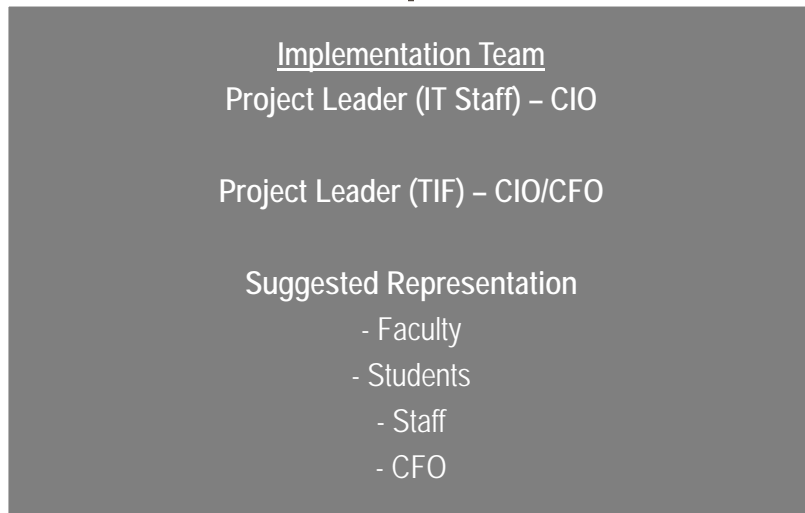 Implementation Team
Project Leader (IT Staff) – CIO
Project Leader (TIF) – CIO/CFO
Suggested Representation
- Faculty
- Students
- Staff
- CFO